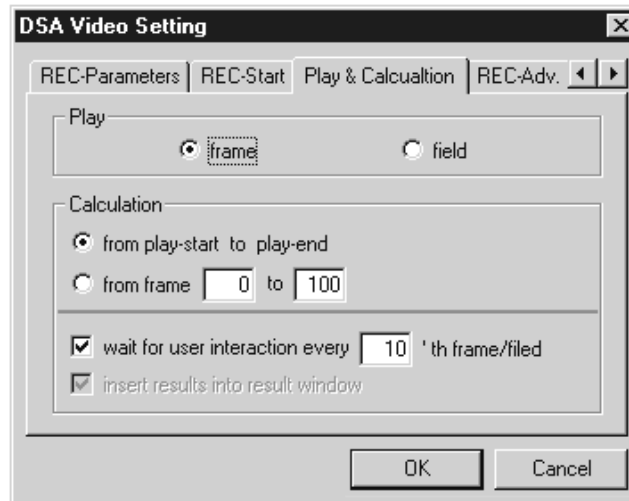 DSA Video Setting
REC-Parameters REC-Start Play & Calcualtion REC-Adv.
Play
frame field
Calculation
from play-start to play-end
from frame 0 to 100
wait for user interaction every 10 ' th frame/filed
insert results into result window
OK Cancel